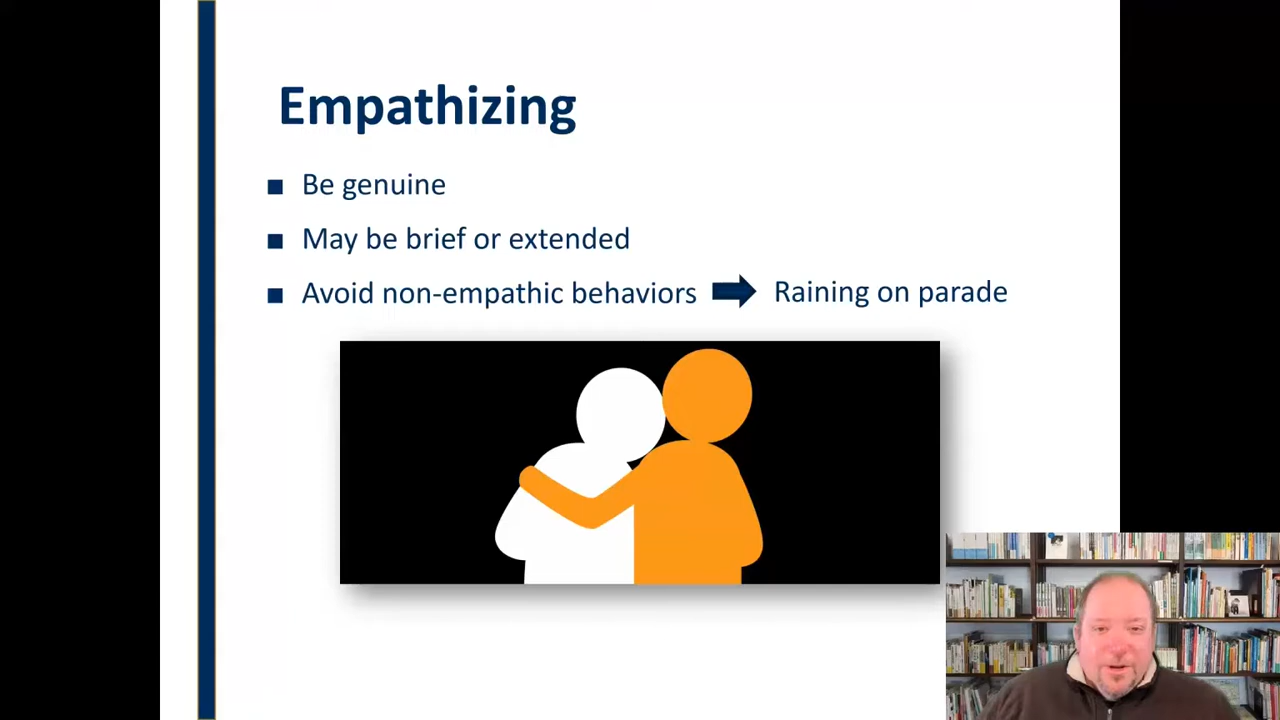 Empathizing
Be genuine
May be brief or extended
Avoid non-empathic behaviors Raining on parade